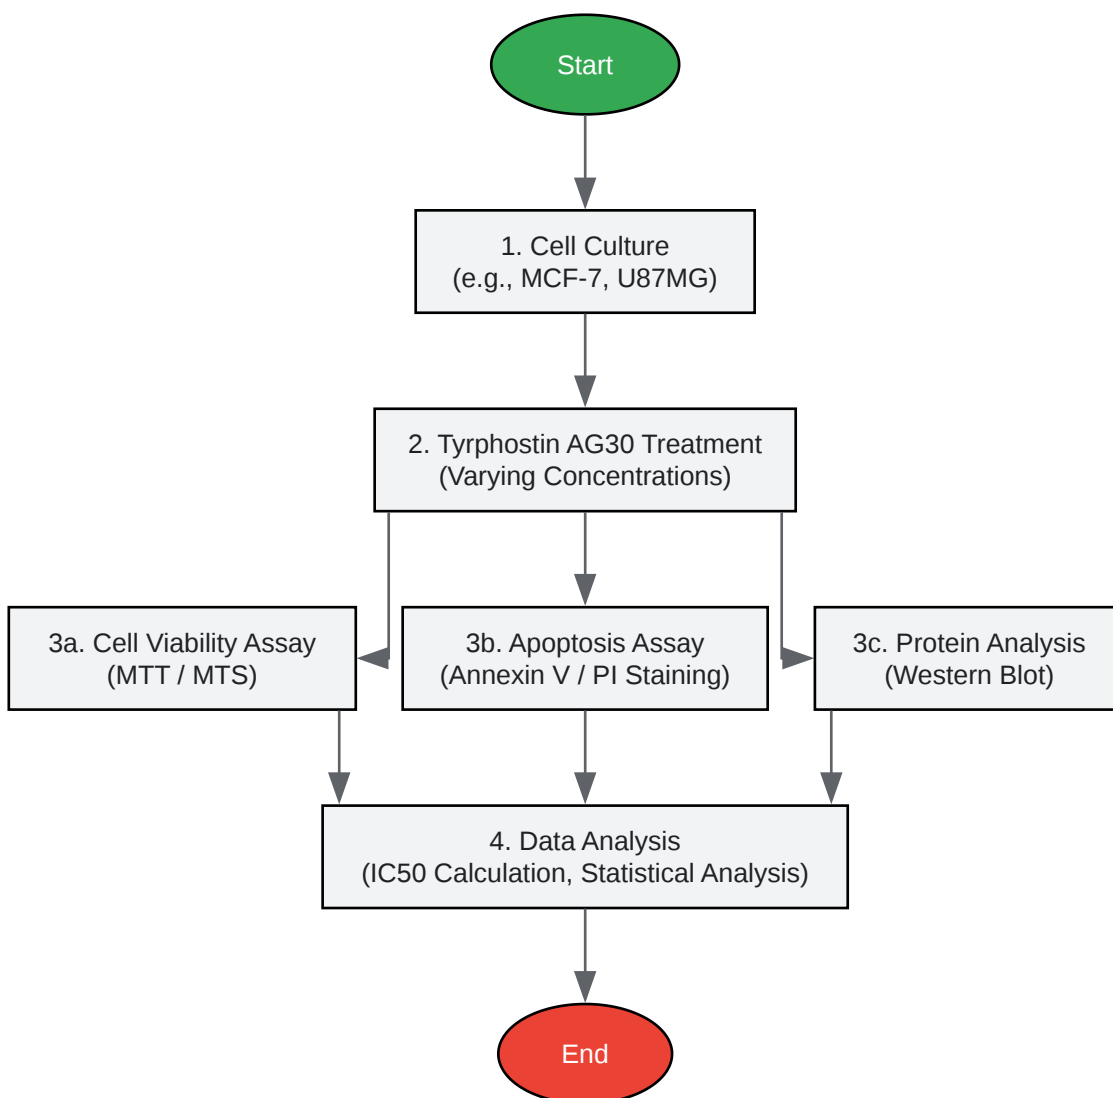 Start
1. Cell Culture
(e.g., MCF-7, U87MG)
2. Tyrphostin AG30 Treatment
(Varying Concentrations)
3a. Cell Viability Assay
(MTT / MTS)
3b. Apoptosis Assay
(Annexin V / PI Staining)
3c. Protein Analysis
(Western Blot)
4. Data Analysis
(IC50 Calculation, Statistical Analysis)
End